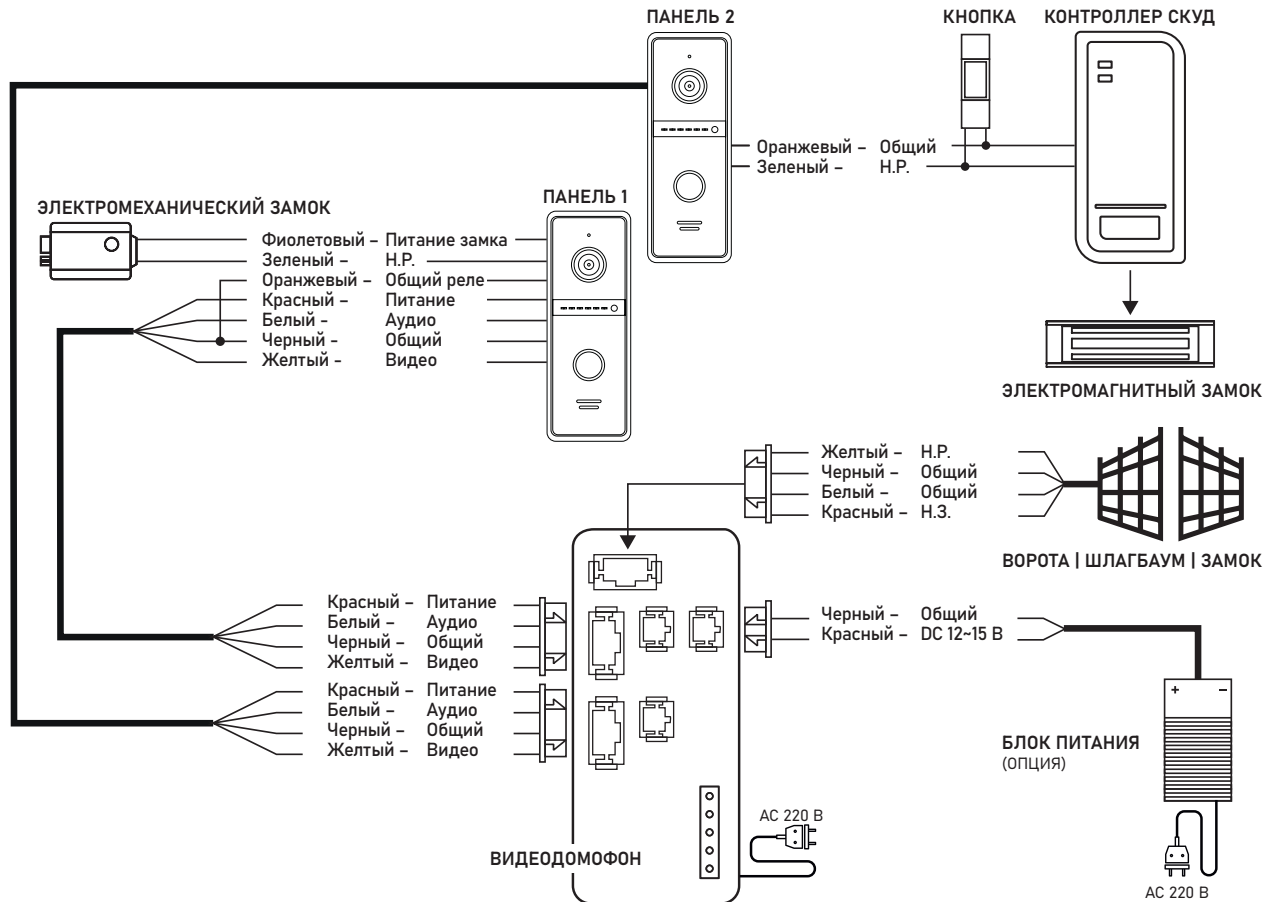 ПАНЕЛЬ 2
КНОПКА
КОНТРОЛЛЕР СКУД
Оранжевый – Общий
Зеленый – Н.Р.
ПАНЕЛЬ 1
ЭЛЕКТРОМЕХАНИЧЕСКИЙ ЗАМОК
Фиолетовый – Питание замка
Зеленый – Н.Р.
Оранжевый – Общий реле
Красный – Питание
Белый – Аудио
Черный – Общий
Желтый – Видео
ЭЛЕКТРОМАГНИТНЫЙ ЗАМОК
Желтый – Н.Р.
Черный – Общий
Белый – Общий
Красный – Н.З.
ВОРОТА | ШЛАГБАУМ | ЗАМОК
Красный – Питание
Белый – Аудио
Черный – Общий
Желтый – Видео
Черный – Общий
Красный – DC 12~15 В
Красный – Питание
Белый – Аудио
Черный – Общий
Желтый – Видео
+ –
БЛОК ПИТАНИЯ
(ОПЦИЯ)
AC 220 В
ВИДЕОДОМОФОН
AC 220 В